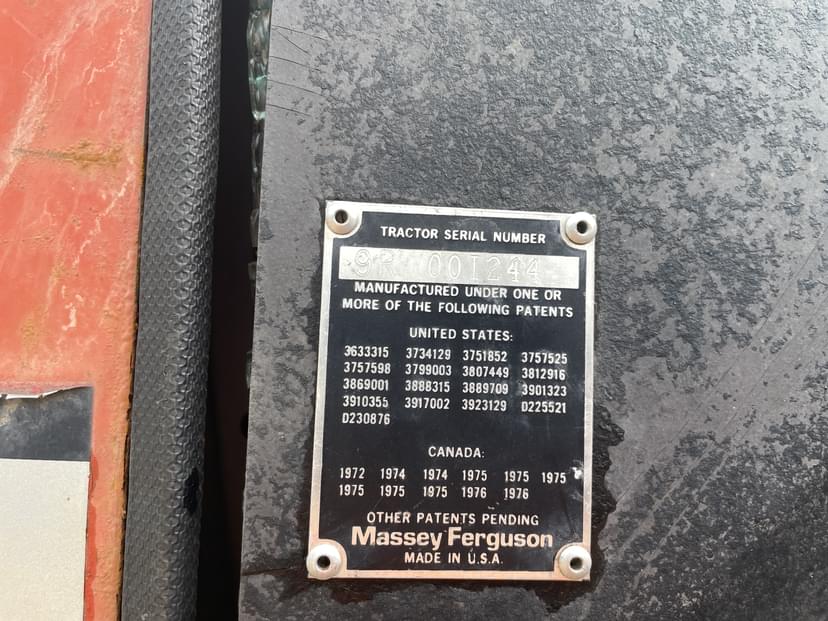 TRACTOR SERIAL NUMBER
9R 001244
MANUFACTURED UNDER ONE OR
MORE OF THE FOLLOWING PATENTS
UNITED STATES:
3633315 3734129 3751852 3757525
3757598 3799003 3807449 3812916
3869001 3888315 3889709 3901323
3910355 3917002 3923129 D225521
D230876
CANADA:
1972 1974 1974 1975 1975 1975
1975 1975 1975 1976 1976
OTHER PATENTS PENDING
Massey Ferguson
MADE IN U.S.A.